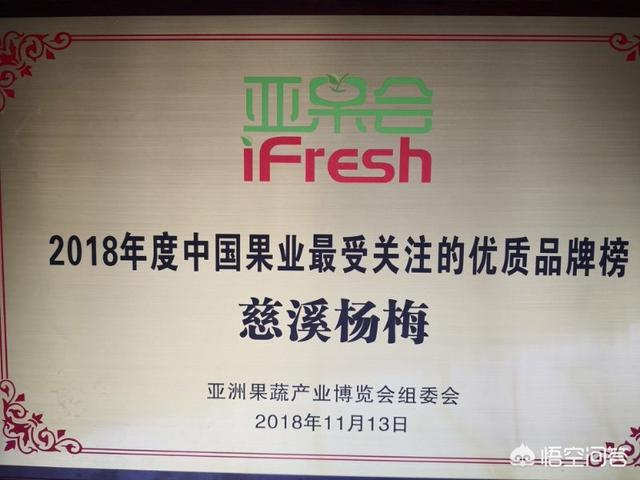 亚果会
iFresh
2018年度中国果业最受关注的优质品牌榜
慈溪杨梅
亚洲果蔬产业博览会组委会
2018年11月13日
悟空问答